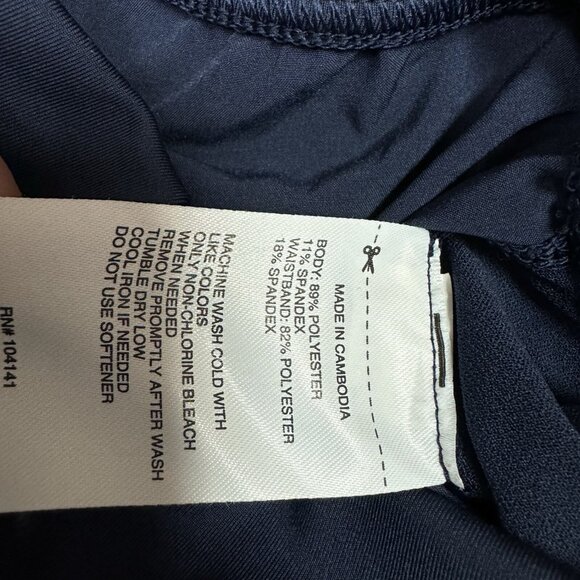 MADE IN CAMBODIA
BODY: 89% POLYESTER
11% SPANDEX
WAISTBAND: 82% POLYESTER
18% SPANDEX
MACHINE WASH COLD WITH
LIKE COLORS
ONLY NON-CHLORINE BLEACH
WHEN NEEDED
REMOVE PROMPTLY AFTER WASH
TUMBLE DRY LOW
COOL IRON IF NEEDED
DO NOT USE SOFTENER
RN# 104141